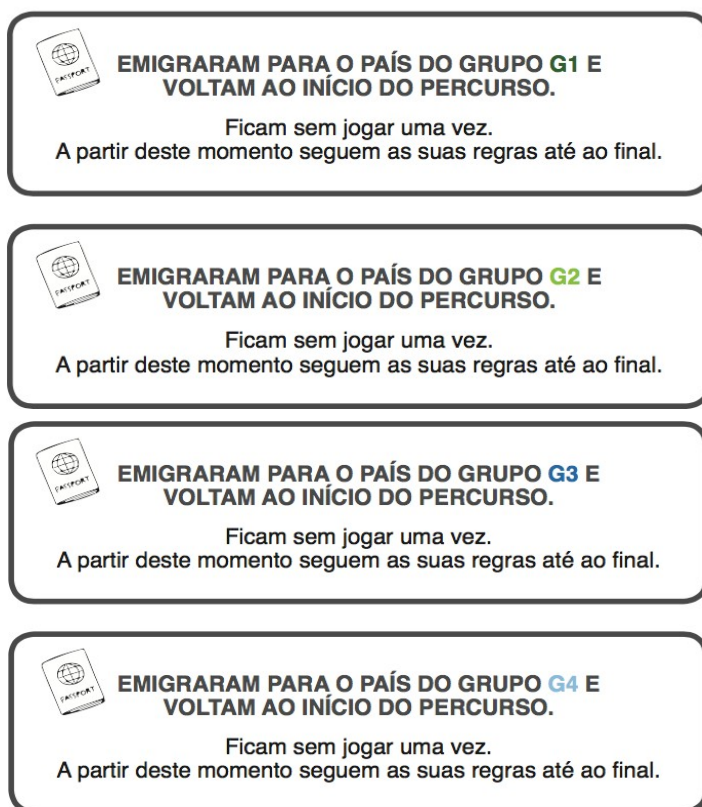 PASSPORT
EMIGRARAM PARA O PAÍS DO GRUPO G1 E
VOLTAM AO INÍCIO DO PERCURSO.
Ficam sem jogar uma vez.
A partir deste momento seguem as suas regras até ao final.
PASSPORT
EMIGRARAM PARA O PAÍS DO GRUPO G2 E
VOLTAM AO INÍCIO DO PERCURSO.
Ficam sem jogar uma vez.
A partir deste momento seguem as suas regras até ao final.
PASSPORT
EMIGRARAM PARA O PAÍS DO GRUPO G3 E
VOLTAM AO INÍCIO DO PERCURSO.
Ficam sem jogar uma vez.
A partir deste momento seguem as suas regras até ao final.
PASSPORT
EMIGRARAM PARA O PAÍS DO GRUPO G4 E
VOLTAM AO INÍCIO DO PERCURSO.
Ficam sem jogar uma vez.
A partir deste momento seguem as suas regras até ao final.